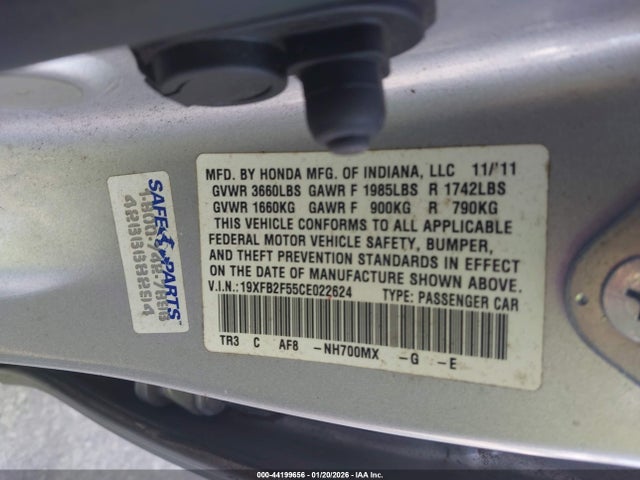 MFD. BY HONDA MFG. OF INDIANA, LLC 11/'11
GVWR 3660LBS GAWR F 1985LBS R 1742LBS
GVWR 1660KG GAWR F 900KG R 790KG
THIS VEHICLE CONFORMS TO ALL APPLICABLE
FEDERAL MOTOR VEHICLE SAFETY, BUMPER,
AND THEFT PREVENTION STANDARDS IN EFFECT
ON THE DATE OF MANUFACTURE SHOWN ABOVE.
V.I.N.:19XFB2F55CE022624 TYPE: PASSENGER CAR
TR3 C AF8 -NH700MX -G -E
SAFE PARTS
000-44199656 - 01/20/2026 - IAA Inc.